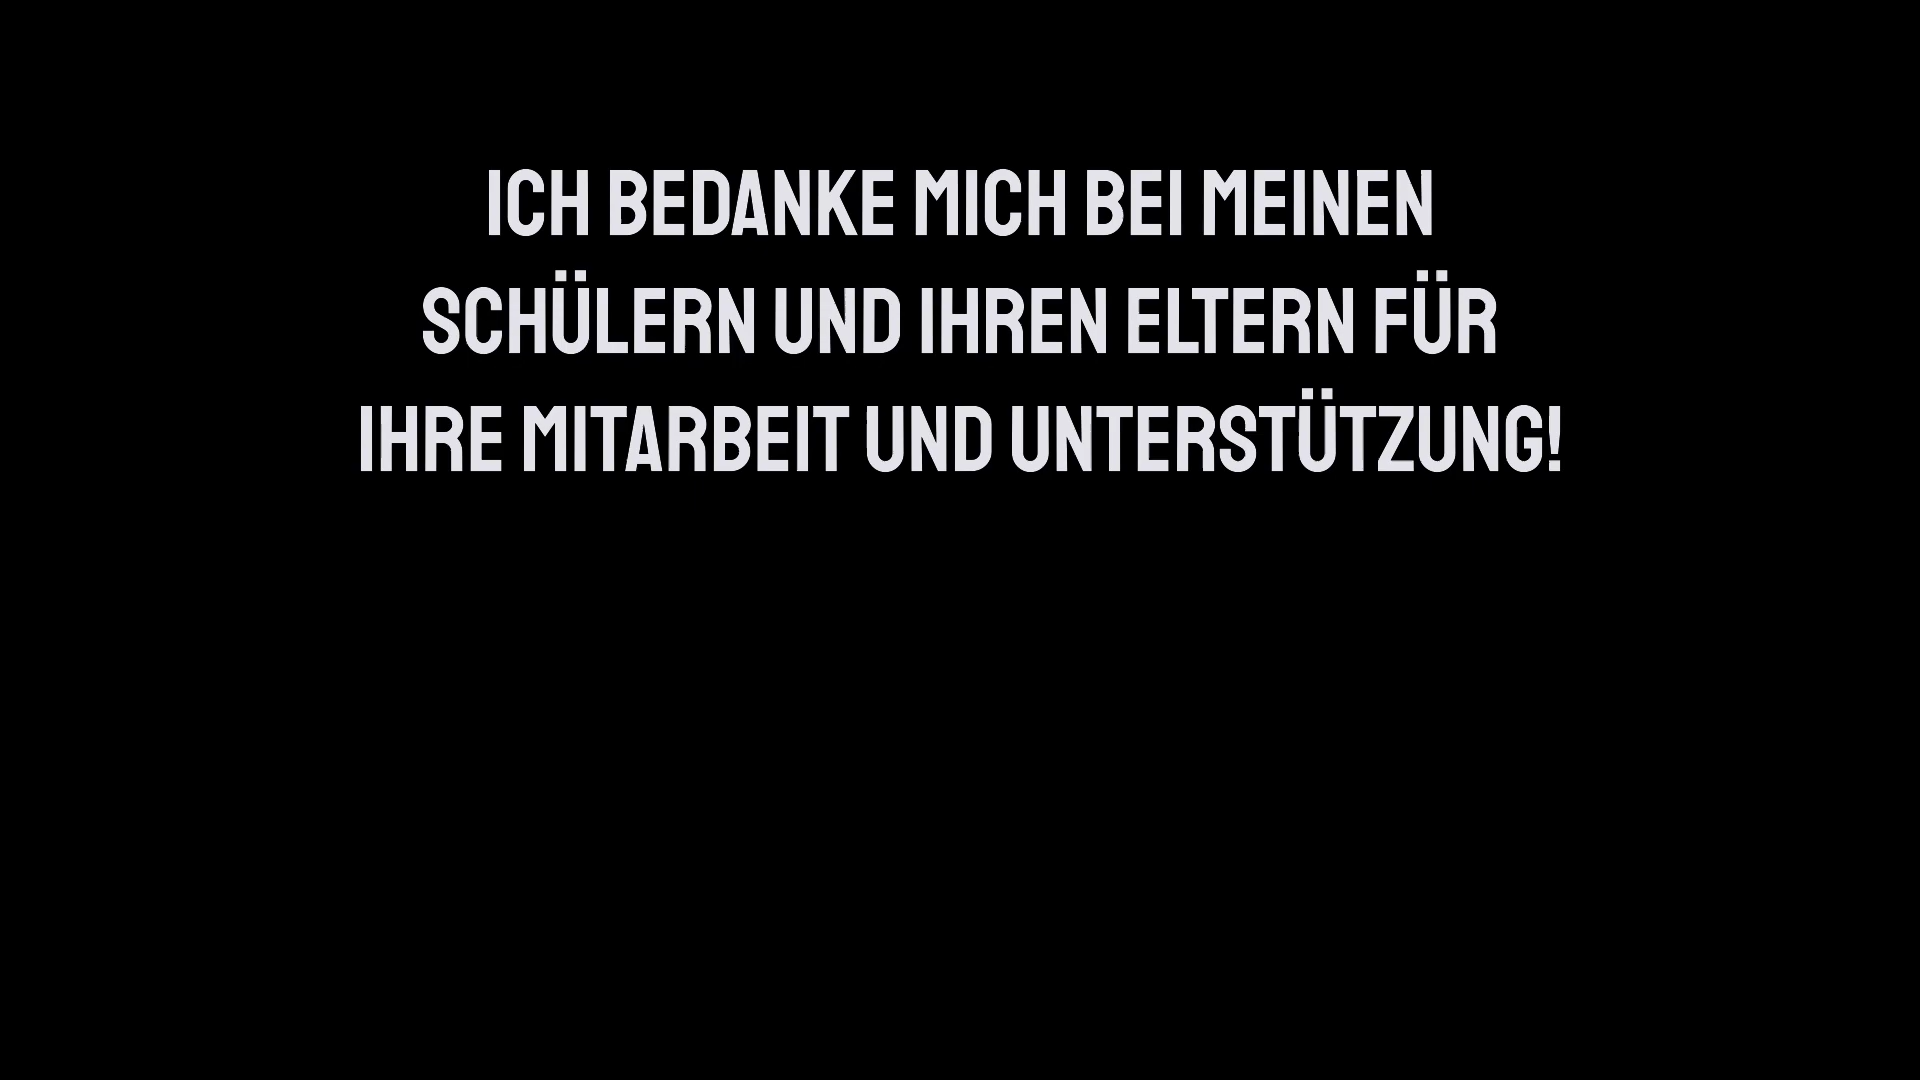 ICH BEDANKE MICH BEI MEINEN
SCHÜLERN UND IHREN ELTERN FÜR
IHRE MITARBEIT UND UNTERSTÜTZUNG!